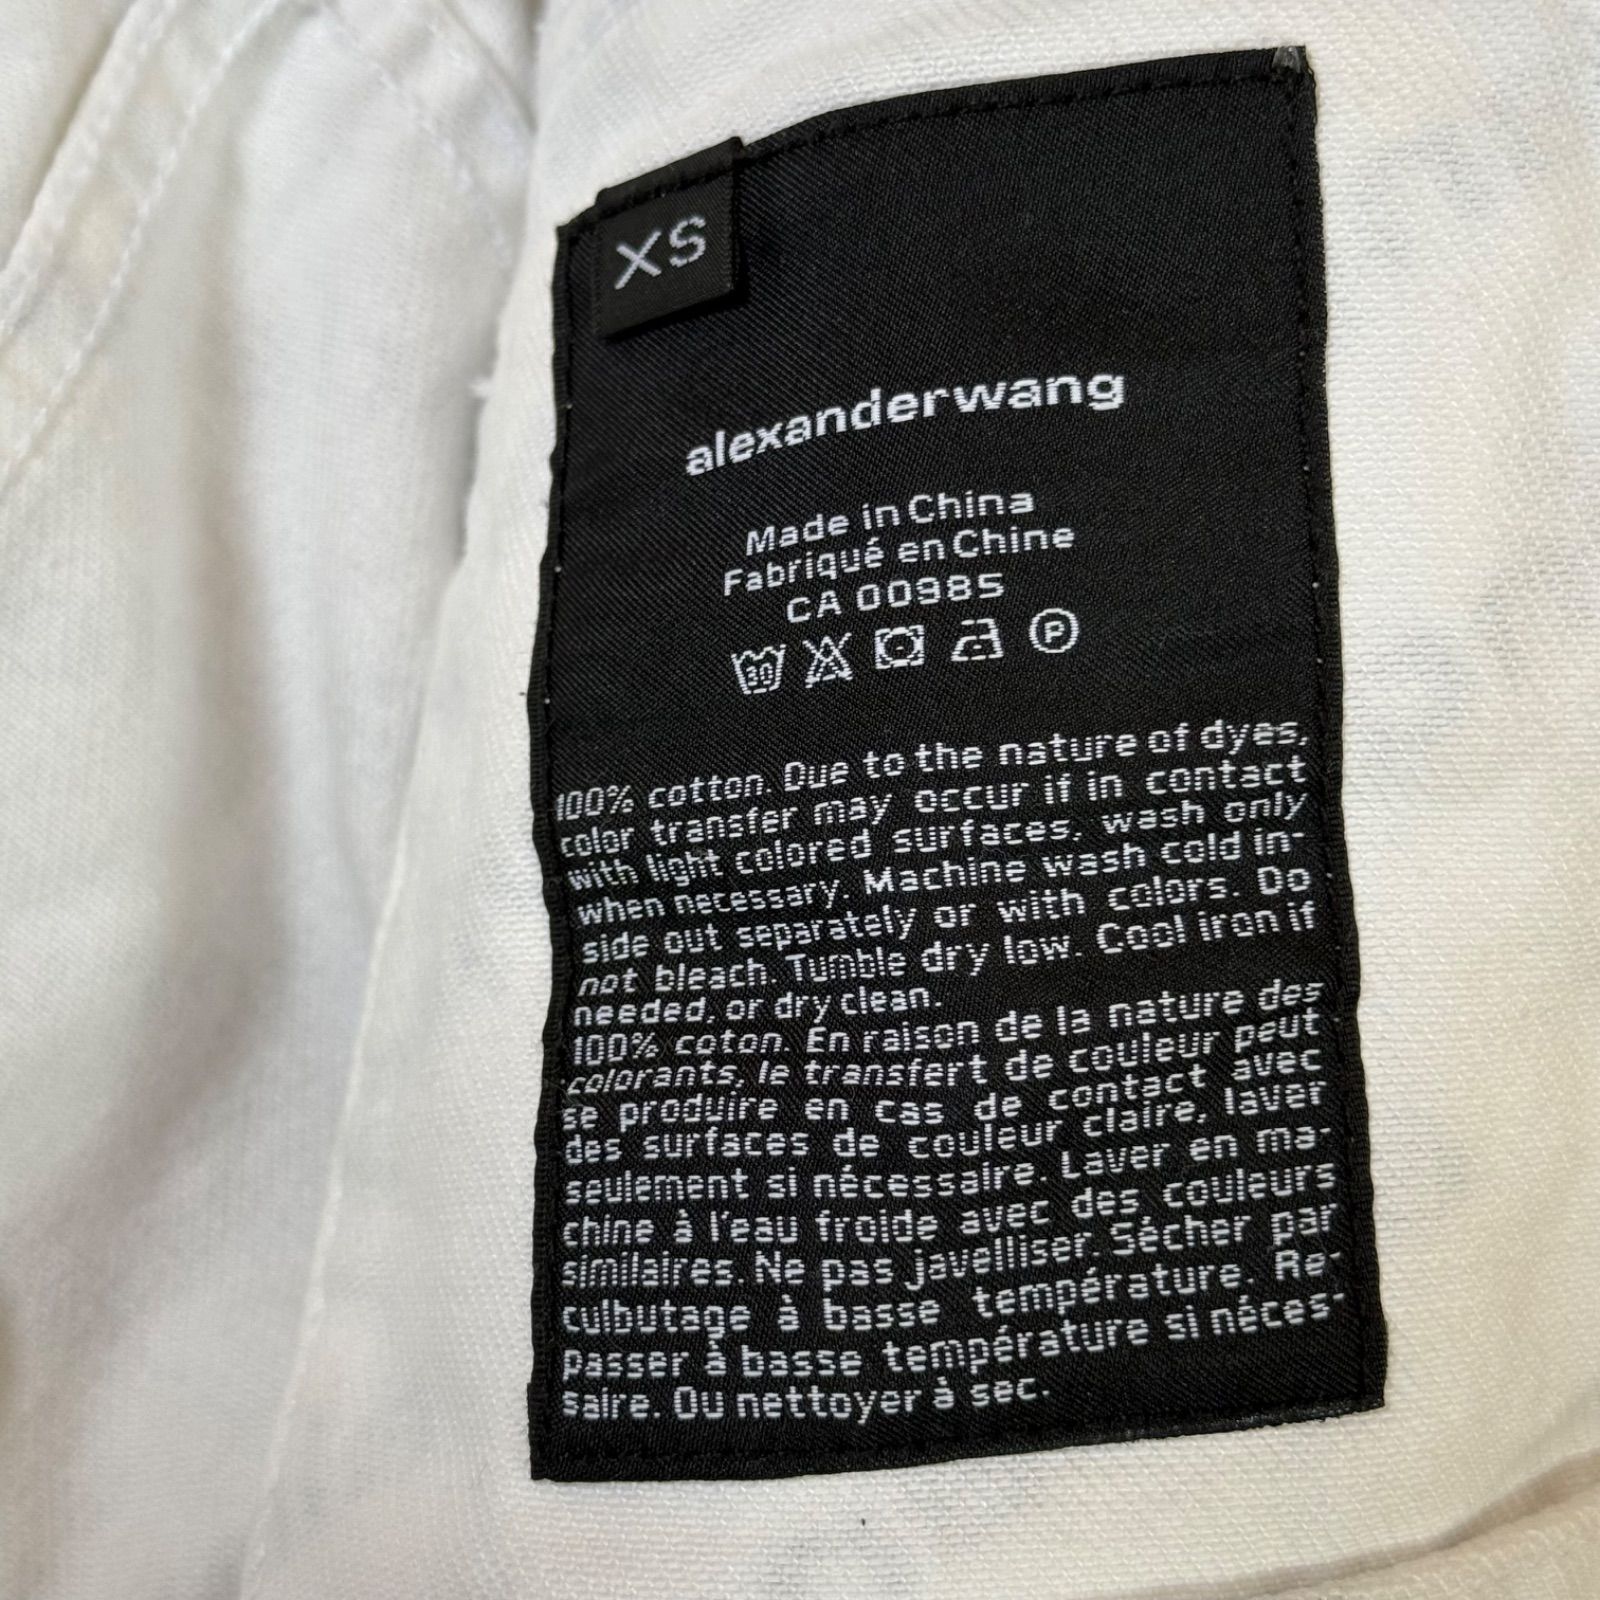 XS
alexanderwang
Made in China
Fabriqué en Chine
CA 00985
30
P
100% cotton. Due to the nature of dyes,
color transfer may occur if in contact
with light colored surfaces, wash only
when necessary. Machine wash cold in-
side out separately or with colors. Do
not bleach. Tumble dry low. Cool iron if
needed, or dry clean.
100% coton. En raison de la nature des
colorants, le transfert de couleur peut
se produire en cas de contact avec
des surfaces de couleur claire, laver
seulement si nécessaire. Laver en ma-
chine à l'eau froide avec des couleurs
similaires. Ne pas javelliser. Sècher par
culbutage à basse température. Re-
passer à basse température si néces-
saire. Ou nettoyer à sec.